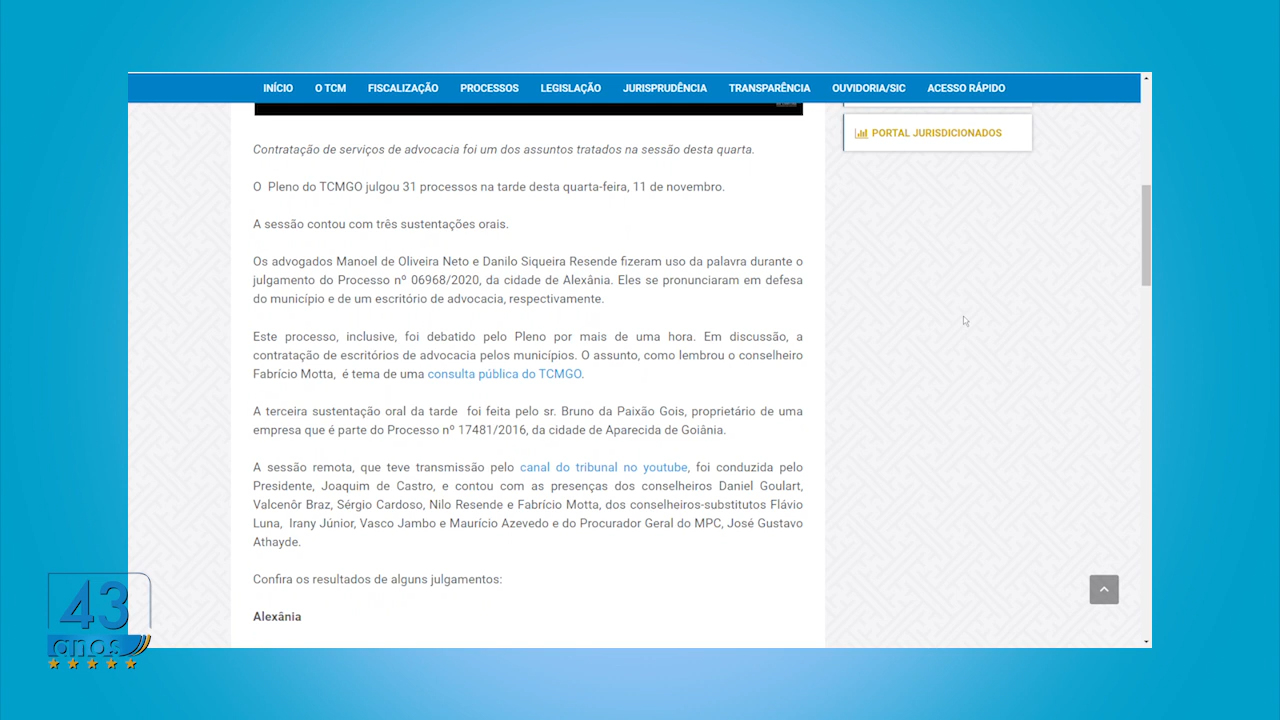 INÍCIO O TCM FISCALIZAÇÃO PROCESSOS LEGISLAÇÃO JURISPRUDÊNCIA TRANSPARÊNCIA OUVIDORIA/SIC ACESSO RÁPIDO
PORTAL JURISDICIONADOS
Contratação de serviços de advocacia foi um dos assuntos tratados na sessão desta quarta.
O Pleno do TCMGO julgou 31 processos na tarde desta quarta-feira, 11 de novembro.
A sessão contou com três sustentações orais.
Os advogados Manoel de Oliveira Neto e Danilo Siqueira Resende fizeram uso da palavra durante o
julgamento do Processo nº 06968/2020, da cidade de Alexânia. Eles se pronunciaram em defesa
do município e de um escritório de advocacia, respectivamente.
Este processo, inclusive, foi debatido pelo Pleno por mais de uma hora. Em discussão, a
contratação de escritórios de advocacia pelos municípios. O assunto, como lembrou o conselheiro
Fabrício Motta, é tema de uma consulta pública do TCMGO.
A terceira sustentação oral da tarde foi feita pelo sr. Bruno da Paixão Gois, proprietário de uma
empresa que é parte do Processo nº 17481/2016, da cidade de Aparecida de Goiânia.
A sessão remota, que teve transmissão pelo canal do tribunal no youtube, foi conduzida pelo
Presidente, Joaquim de Castro, e contou com as presenças dos conselheiros Daniel Goulart,
Valcenôr Braz, Sérgio Cardoso, Nilo Resende e Fabrício Motta, dos conselheiros-substitutos Flávio
Luna, Irany Júnior, Vasco Jambo e Maurício Azevedo e do Procurador Geral do MPC, José Gustavo
Athayde.
Confira os resultados de alguns julgamentos:
Alexânia
43
anos